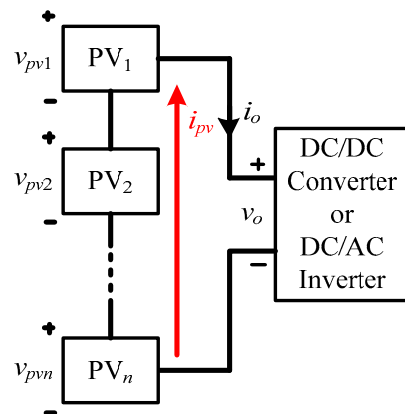 +
v_pv1
PV_1
−
i_pv
i_o
+
v_pv2
PV_2
−
+
v_o
−
DC/DC
Converter
or
DC/AC
Inverter
+
v_pvn
PV_n
−